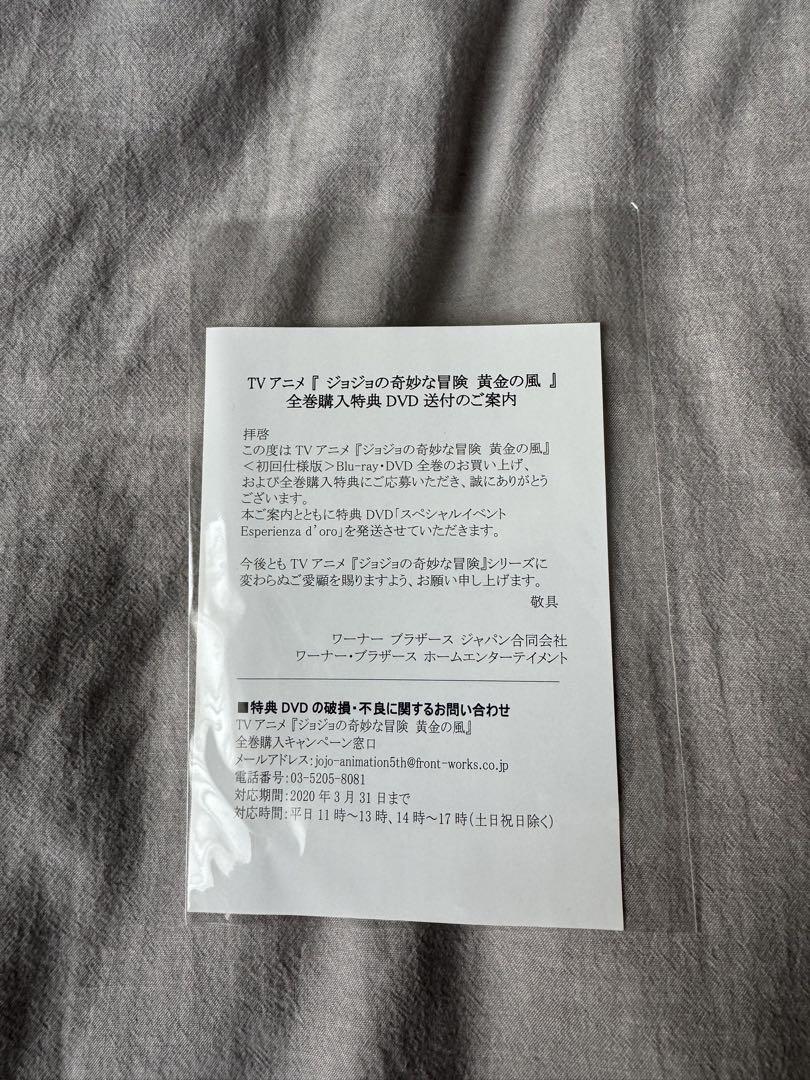 TVアニメ『 ジョジョの奇妙な冒険 黄金の風 』
全巻購入特典 DVD 送付のご案内
拝啓
この度は TV アニメ『ジョジョの奇妙な冒険 黄金の風』
＜初回仕様版＞Blu-ray・DVD 全巻のお買い上げ、
および全巻購入特典にご応募いただき、誠にありがとう
ございます。
本ご案内とともに特典 DVD「スペシャルイベント
Esperienza d’oro」を発送させていただきます。
今後とも TV アニメ『ジョジョの奇妙な冒険』シリーズに
変わらぬご愛顧を賜りますよう、お願い申し上げます。
敬具
ワーナー ブラザース ジャパン合同会社
ワーナー・ブラザース ホームエンターテイメント
■特典 DVD の破損・不良に関するお問い合わせ
TV アニメ『ジョジョの奇妙な冒険 黄金の風』
全巻購入キャンペーン窓口
メールアドレス：jojo-animation5th@front-works.co.jp
電話番号：03-5205-8081
対応期間：2020 年 3 月 31 日まで
対応時間：平日 11 時～13 時、14 時～17 時（土日祝日除く）